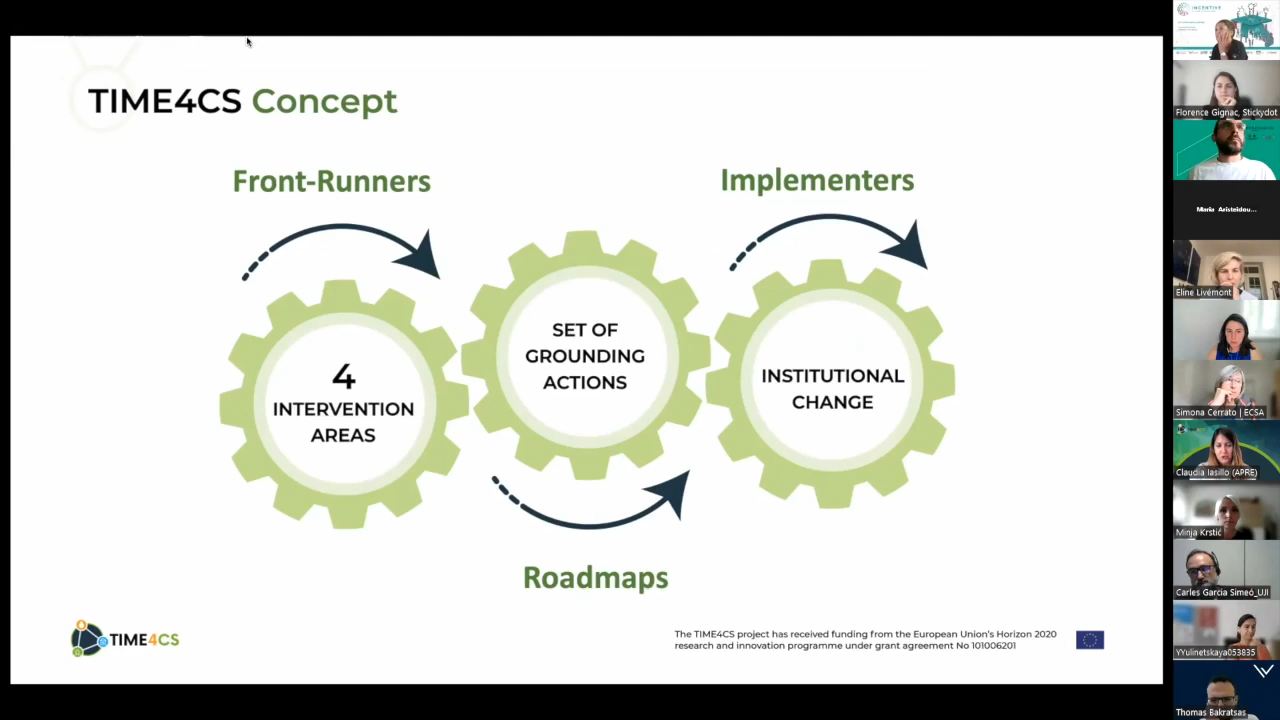 TIME4CS Concept
Front-Runners
Implementers
4
INTERVENTION
AREAS
SET OF
GROUNDING
ACTIONS
INSTITUTIONAL
CHANGE
Roadmaps
TIME4CS
The TIME4CS project has received funding from the European Union's Horizon 2020
research and innovation programme under grant agreement No 101006201
INCENTIVE
Florence Gignac, Stickydot
Maria Aristeidou...
Eline Livémont
Simona Cerrato | ECSA
Claudia Iasillo (APRE)
Minja Krstić
Carles Garcia Simeó_UJI
YYulinetskaya053835
Thomas Bakratsas